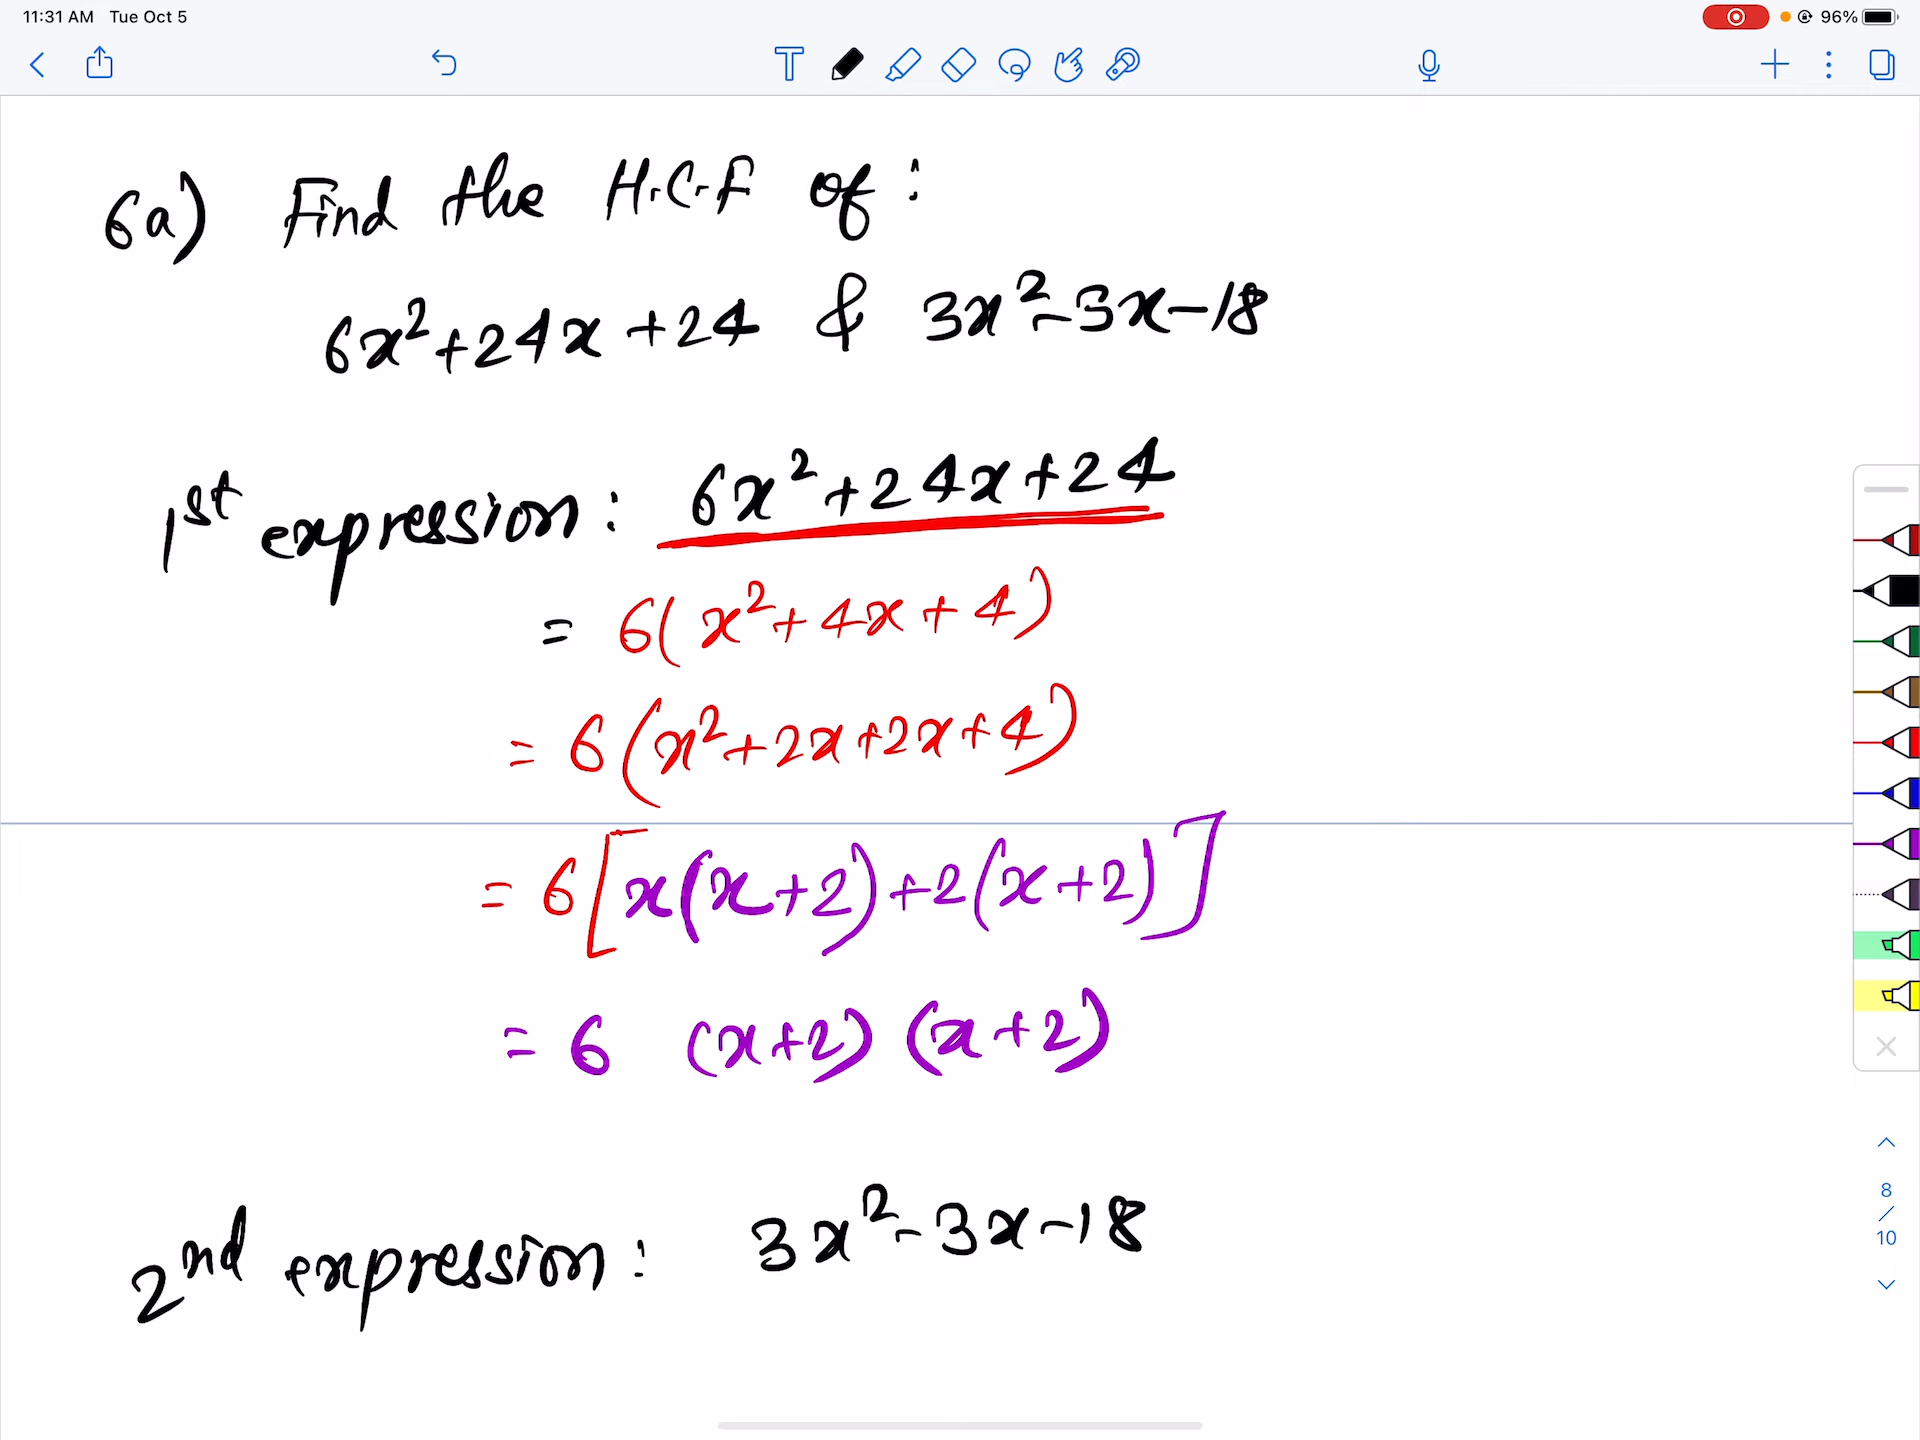 11:31 AM Tue Oct 5
96%
6a) Find the H.C.F of :
6x²+24x+24 & 3x²-3x-18
1st expression : 6x²+24x+24
= 6(x²+4x+4)
= 6(x²+2x+2x+4)
= 6[x(x+2)+2(x+2)]
= 6 (x+2) (x+2)
2nd expression : 3x²-3x-18
8
/
10